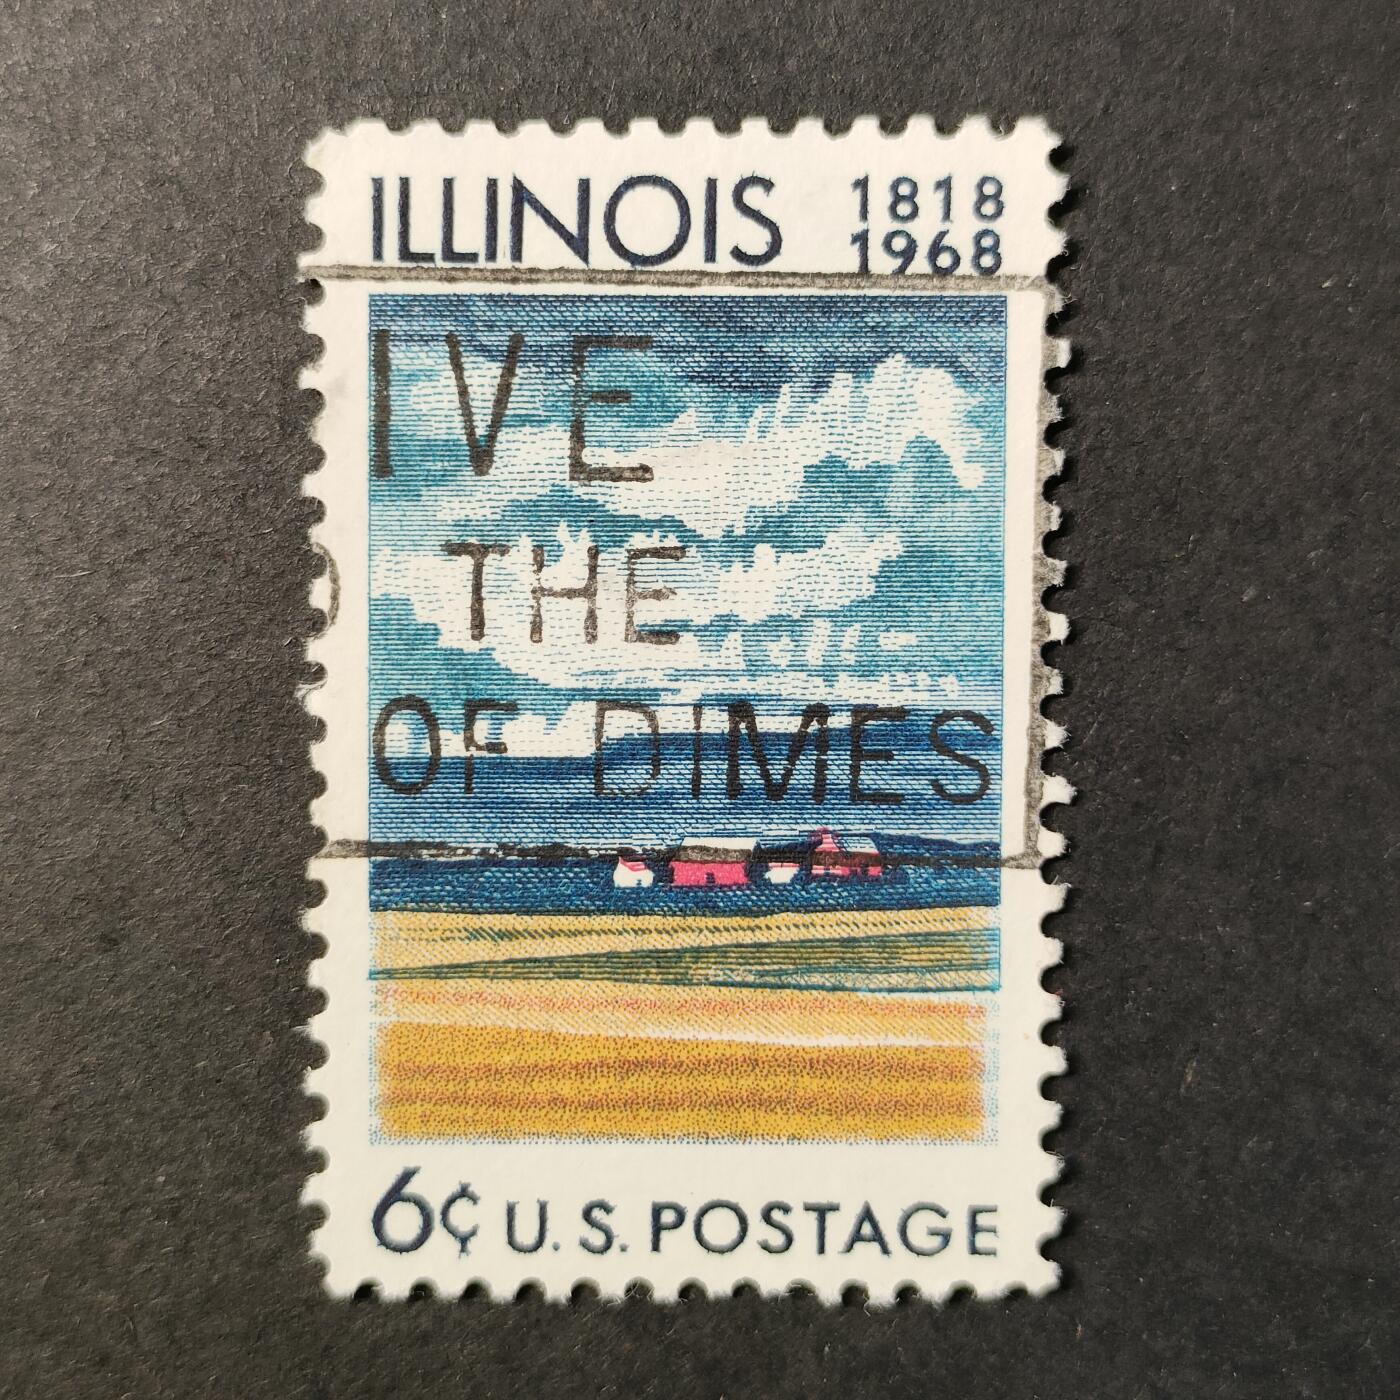 ILLINOIS 1818
1968
IVE
THE
OF DIMES
6¢ U.S. POSTAGE